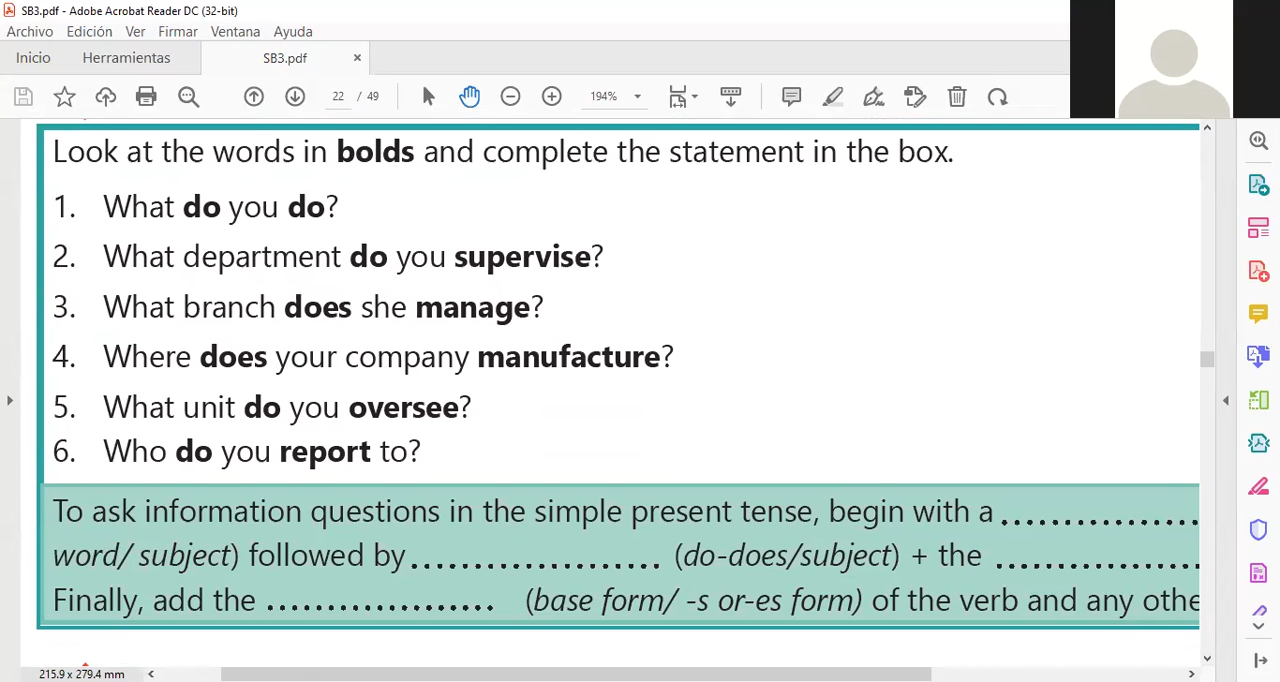 SB3.pdf - Adobe Acrobat Reader DC (32-bit)
Archivo Edición Ver Firmar Ventana Ayuda
Inicio Herramientas SB3.pdf ×
22 / 49 194%
Look at the words in bolds and complete the statement in the box.
1. What do you do?
2. What department do you supervise?
3. What branch does she manage?
4. Where does your company manufacture?
5. What unit do you oversee?
6. Who do you report to?
To ask information questions in the simple present tense, begin with a ....................
word/ subject) followed by ..................... (do-does/subject) + the .....................
Finally, add the ................... (base form/ -s or-es form) of the verb and any othe
215.9 x 279.4 mm